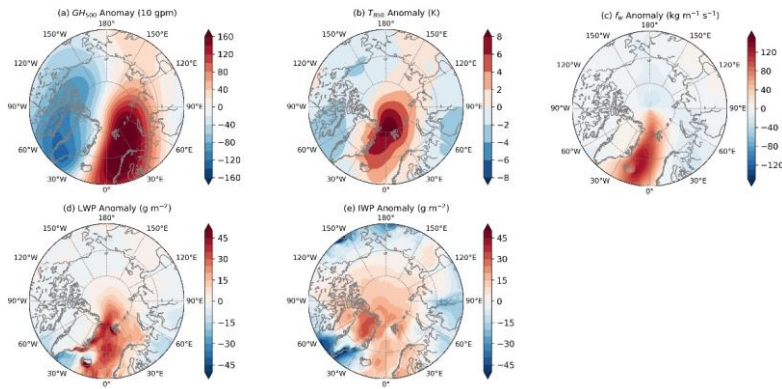 (a) GH500 Anomay (10 gpm)
180°
150°W
150°E
120°W
120°E
90°W
90°E
60°W
60°E
30°W
30°E
0°
160
120
80
40
0
−40
−80
−120
−160
(b) T850 Anomaly (K)
180°
150°W
150°E
120°W
120°E
90°W
90°E
60°W
60°E
30°W
30°E
0°
8
6
4
2
0
−2
−4
−6
−8
(c) fw Anomaly (kg m−1 s−1)
180°
150°W
150°E
120°W
120°E
90°W
90°E
60°W
60°E
30°W
30°E
0°
120
80
40
0
−40
−80
−120
(d) LWP Anomaly (g m−2)
180°
150°W
150°E
120°W
120°E
90°W
90°E
60°W
60°E
30°W
30°E
0°
45
30
15
0
−15
−30
−45
(e) IWP Anomaly (g m−2)
180°
150°W
150°E
120°W
120°E
90°W
90°E
60°W
60°E
30°W
30°E
0°
45
30
15
0
−15
−30
−45